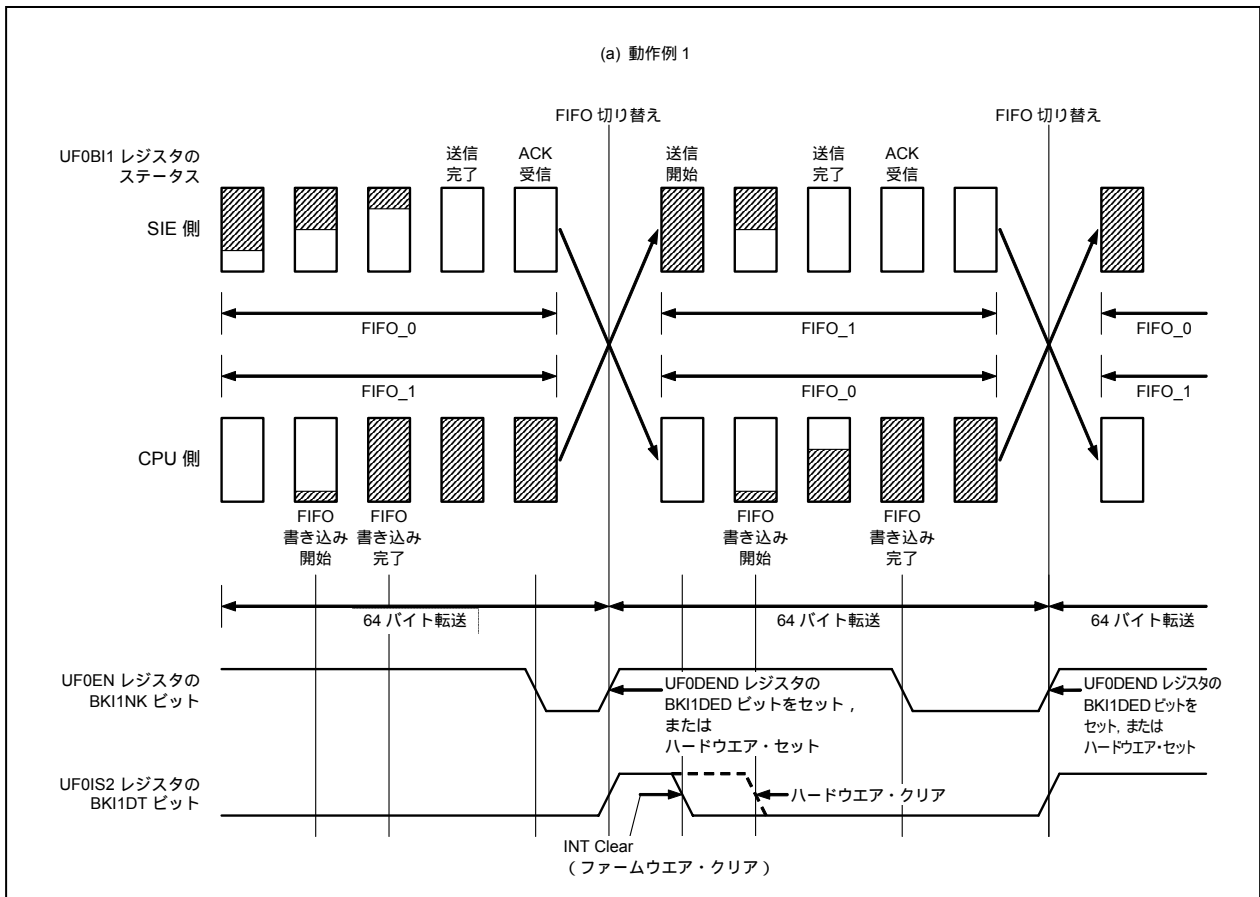 (a) 動作例 1
FIFO 切り替え
FIFO 切り替え
UF0BI1 レジスタの
ステータス
送信
完了
ACK
受信
送信
開始
送信
完了
ACK
受信
SIE 側
FIFO_0
FIFO_1
FIFO_0
FIFO_1
FIFO_0
FIFO_1
CPU 側
FIFO
書き込み
開始
FIFO
書き込み
完了
FIFO
書き込み
開始
FIFO
書き込み
完了
64 バイト転送
64 バイト転送
64 バイト転送
UF0EN レジスタの
BKI1NK ビット
UF0DEND レジスタの
BKI1DED ビットをセット，
または
ハードウエア・セット
UF0DEND レジスタの
BKI1DED ビットを
セット，または
ハードウエア・セット
UF0IS2 レジスタの
BKI1DT ビット
ハードウエア・クリア
INT Clear
（ファームウエア・クリア）